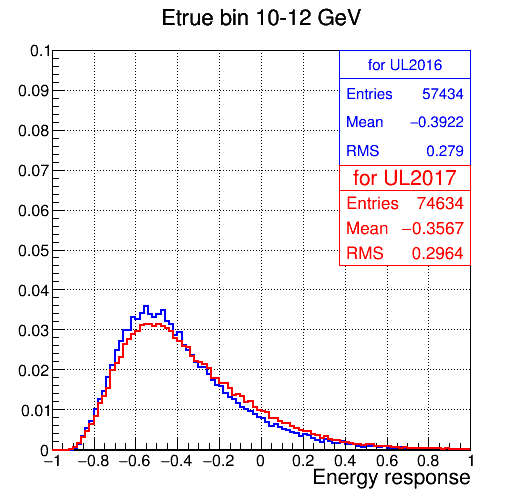 Etrue bin 10-12 GeV
for UL2016
Entries 57434
Mean −0.3922
RMS 0.279
for UL2017
Entries 74634
Mean −0.3567
RMS 0.2964
0.1
0.09
0.08
0.07
0.06
0.05
0.04
0.03
0.02
0.01
0
−1 −0.8 −0.6 −0.4 −0.2 0 0.2 0.4 0.6 0.8 1
Energy response